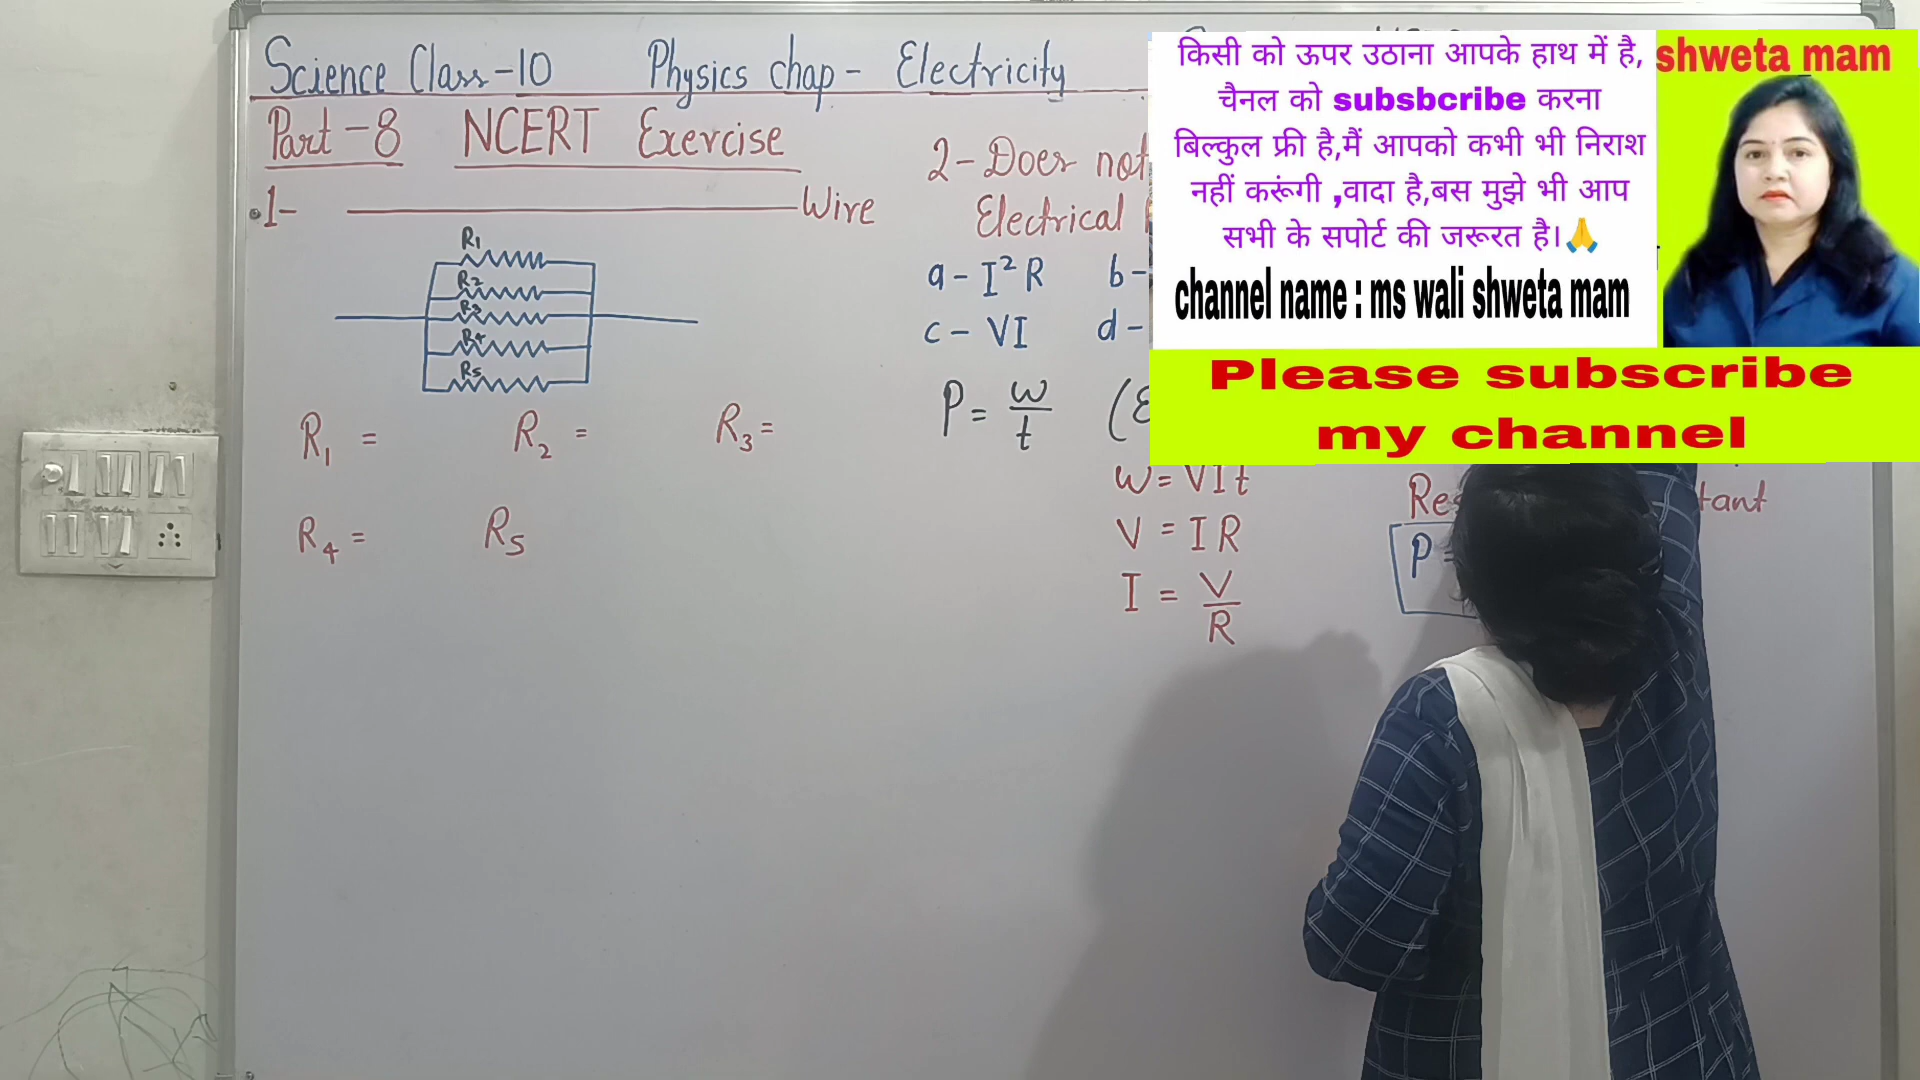 Science Class-10 Physics chap- Electricity
Part-8 NCERT Exercise
1- Wire
R1
R2
R3
R4
R5
R1 = R2 = R3 =
R4 = R5
2- Does not
Electrical
a- I²R b-
c- VI d-
P = w/t (
w = VIt
V = IR
I = V/R
tant
P =
किसी को ऊपर उठाना आपके हाथ में है,
चैनल को subsbcribe करना
बिल्कुल फ्री है,मैं आपको कभी भी निराश
नहीं करूंगी ,वादा है,बस मुझे भी आप
सभी के सपोर्ट की जरूरत है।🙏
channel name : ms wali shweta mam
shweta mam
Please subscribe
my channel